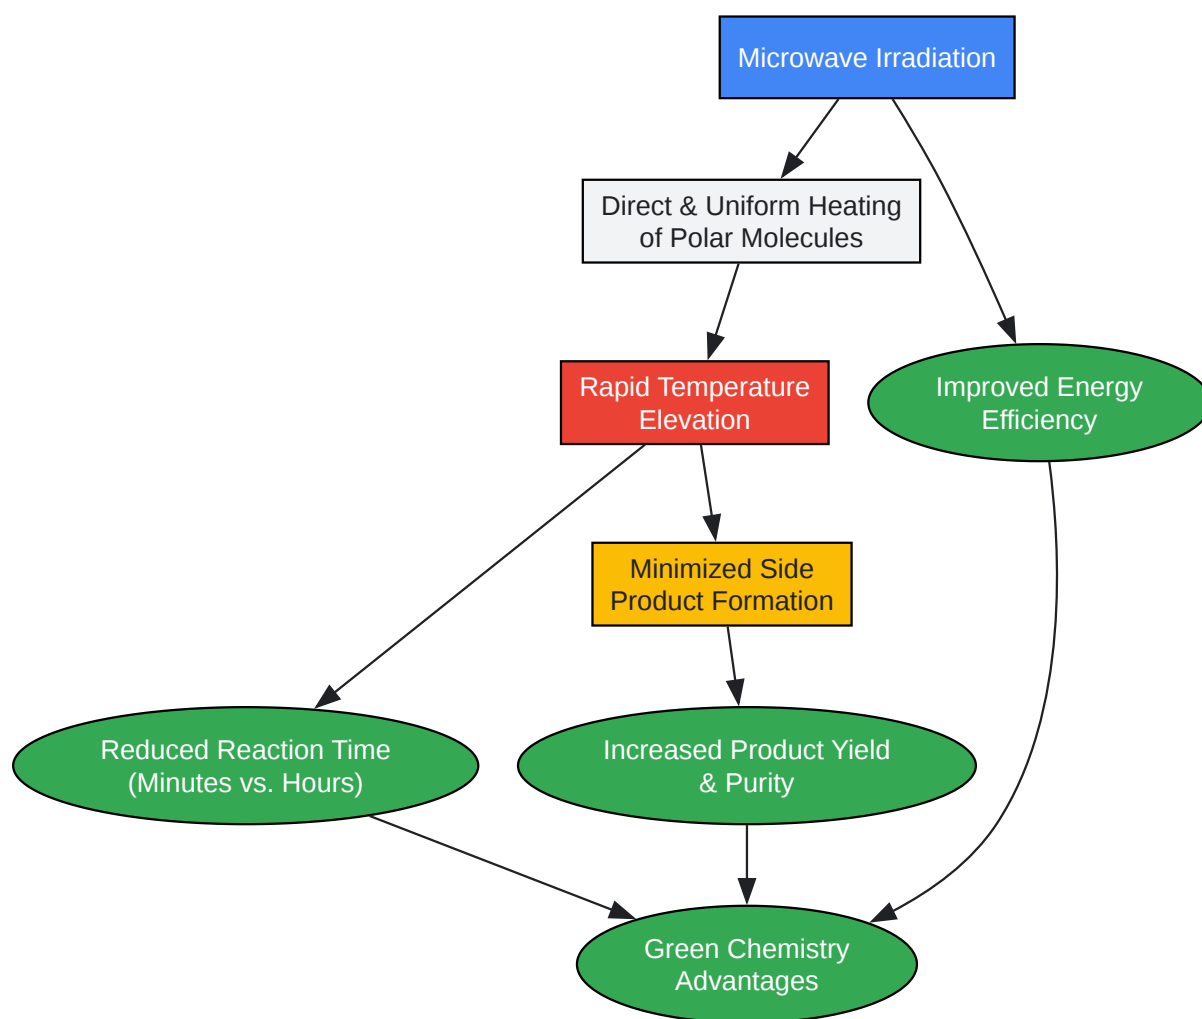 Microwave Irradiation
Direct & Uniform Heating
of Polar Molecules
Rapid Temperature
Elevation
Improved Energy
Efficiency
Minimized Side
Product Formation
Reduced Reaction Time
(Minutes vs. Hours)
Increased Product Yield
& Purity
Green Chemistry
Advantages